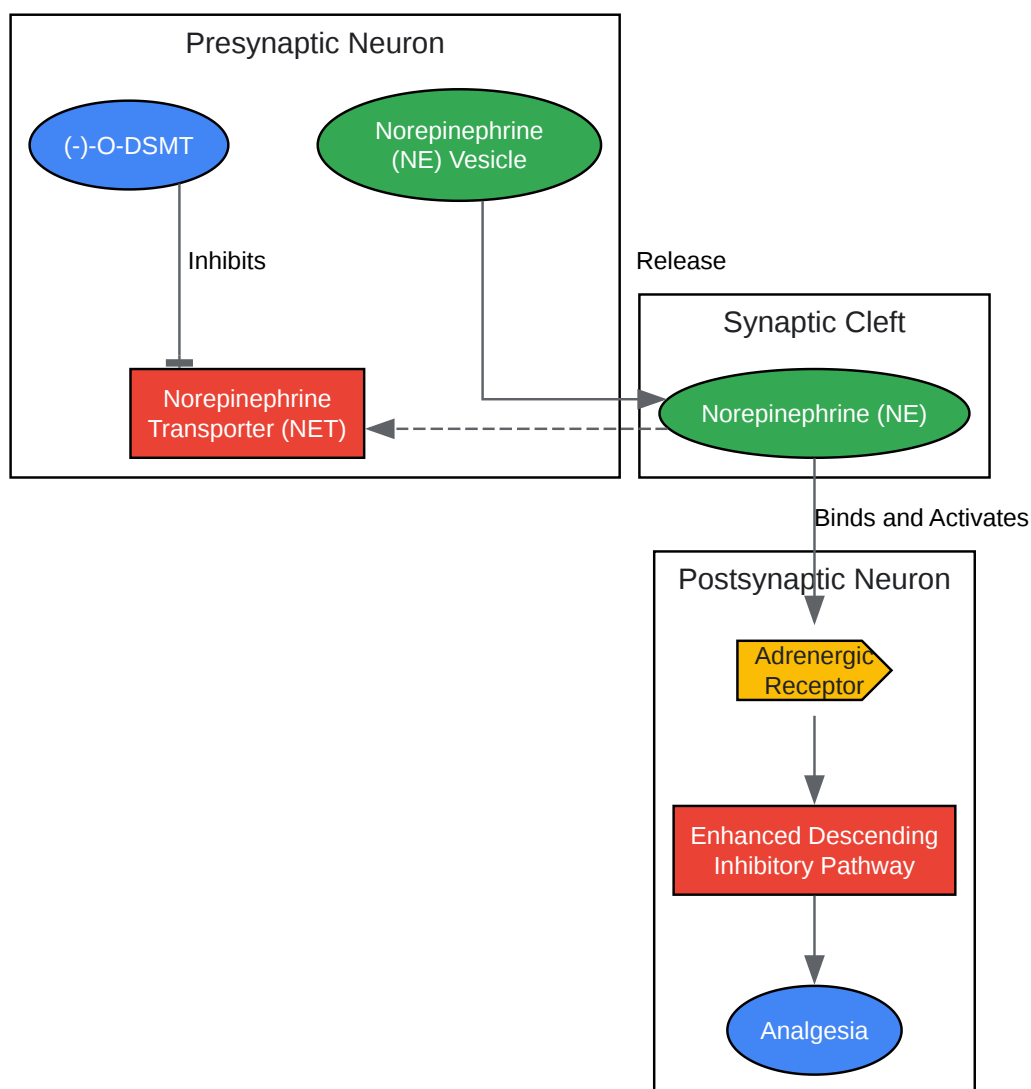 Presynaptic Neuron
(-)-O-DSMT
Norepinephrine
(NE) Vesicle
Inhibits
Release
Norepinephrine
Transporter (NET)
Synaptic Cleft
Norepinephrine (NE)
Binds and Activates
Postsynaptic Neuron
Adrenergic
Receptor
Enhanced Descending
Inhibitory Pathway
Analgesia